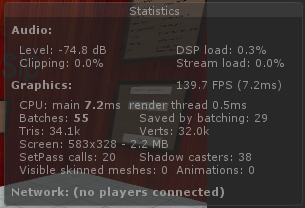 Statistics
Audio:
Level: -74.8 dB DSP load: 0.3%
Clipping: 0.0% Stream load: 0.0%
Graphics: 139.7 FPS (7.2ms)
CPU: main 7.2ms render thread 0.5ms
Batches: 55 Saved by batching: 29
Tris: 34.1k Verts: 32.0k
Screen: 583x328 - 2.2 MB
SetPass calls: 20 Shadow casters: 38
Visible skinned meshes: 0 Animations: 0
Network: (no players connected)